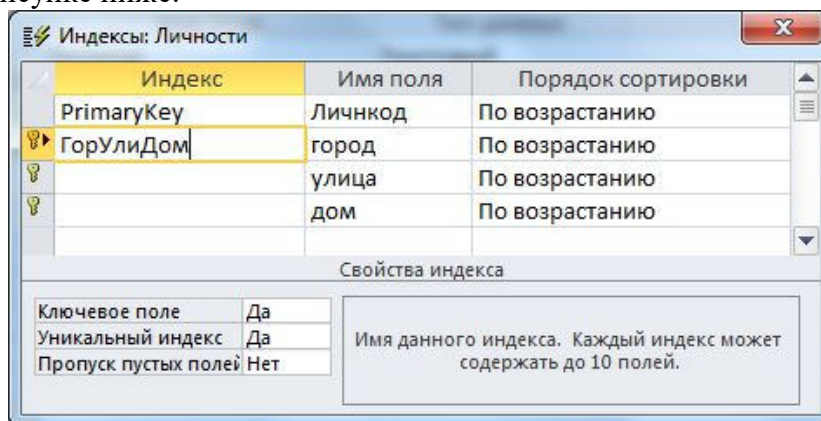 Индексы: Личности
Индекс Имя поля Порядок сортировки
PrimaryKey Личнкод По возрастанию
ГорУлиДом город По возрастанию
улица По возрастанию
дом По возрастанию
Свойства индекса
Ключевое поле Да
Уникальный индекс Да
Пропуск пустых полей Нет
Имя данного индекса. Каждый индекс может
содержать до 10 полей.